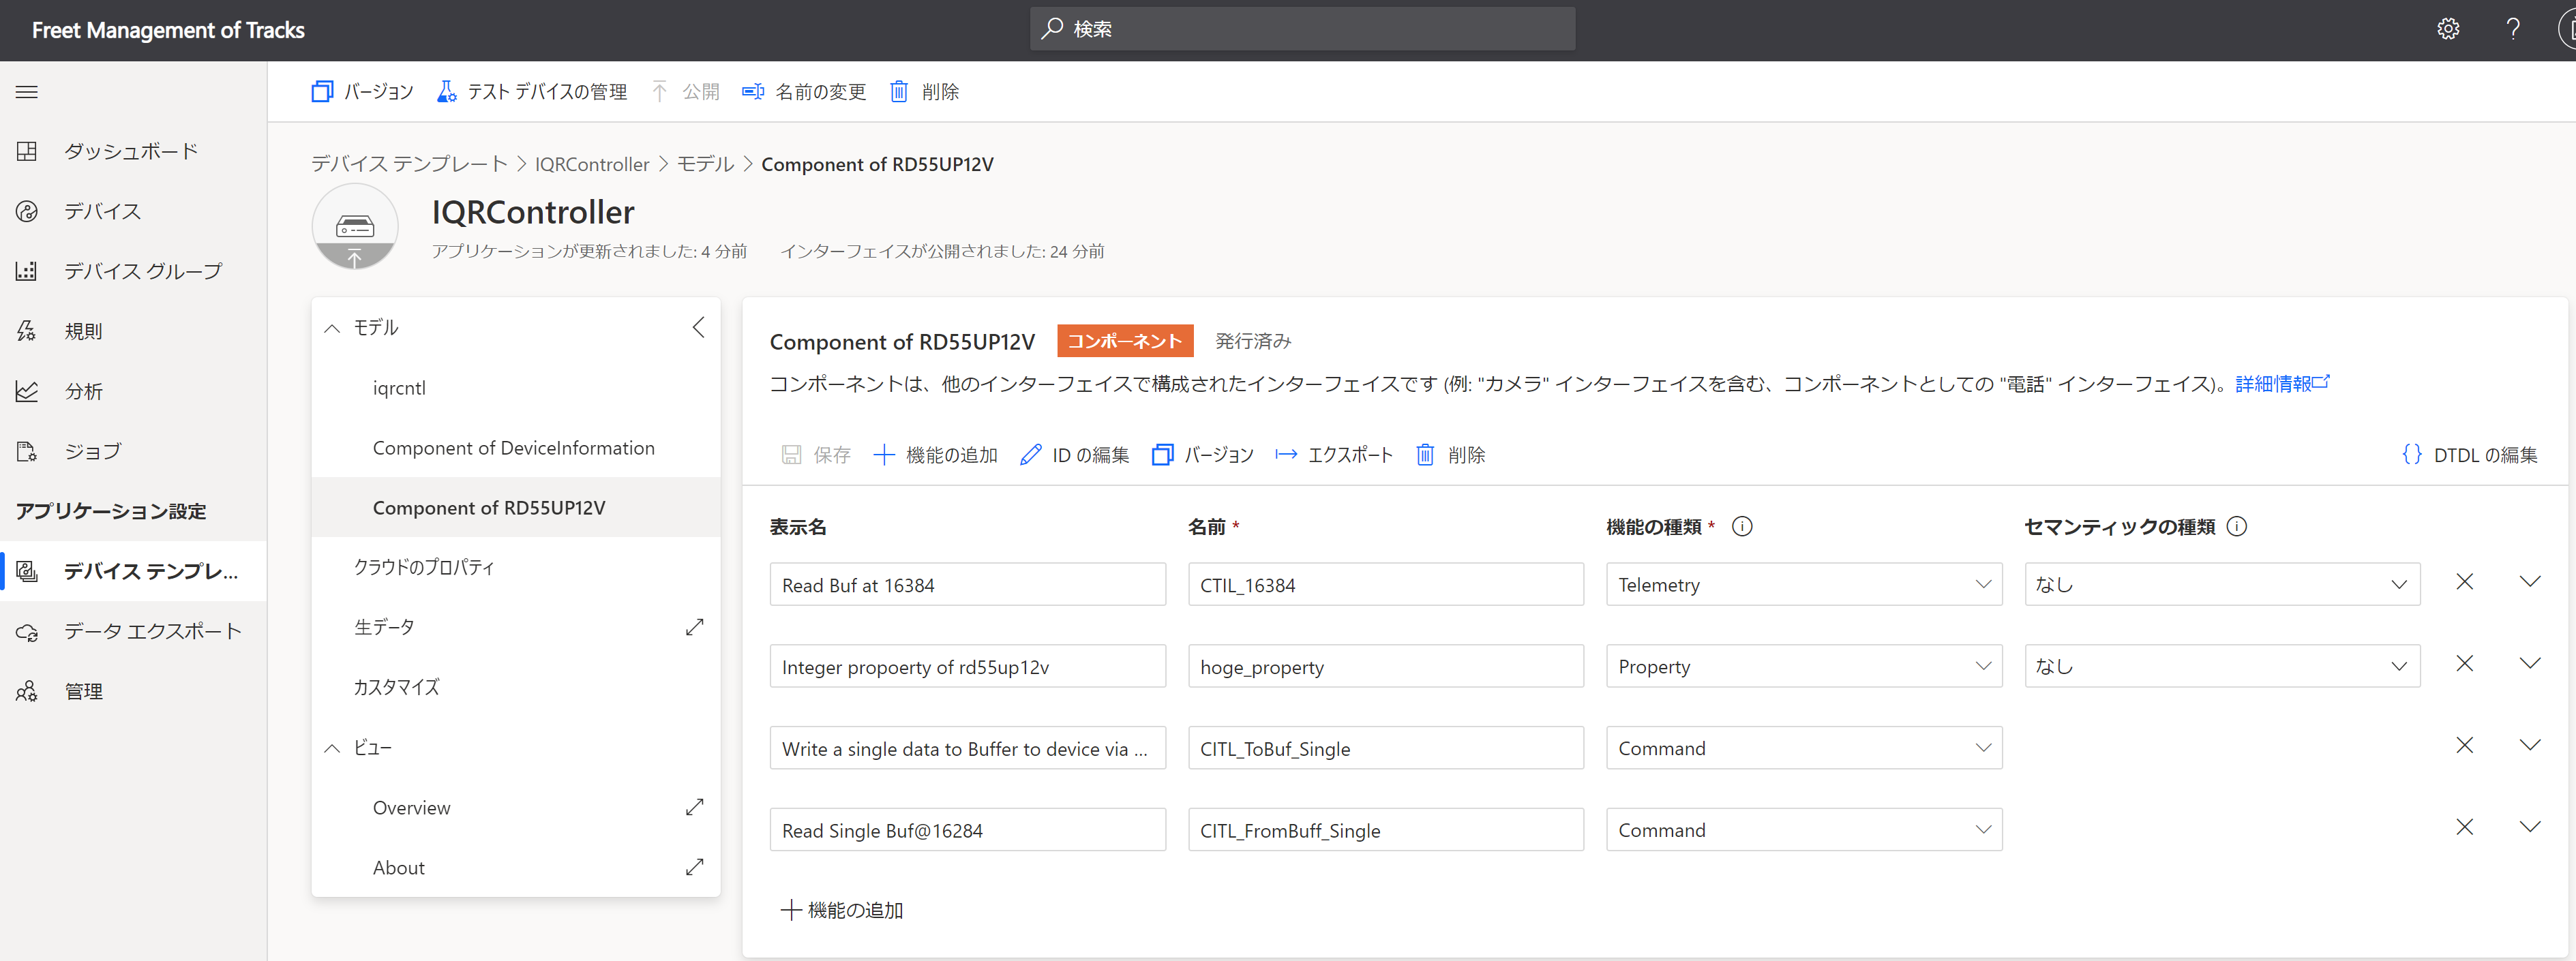 Freet Management of Tracks
検索
?
バージョン
テスト デバイスの管理
公開
名前の変更
削除
ダッシュボード
デバイス
デバイス グループ
規則
分析
ジョブ
アプリケーション設定
デバイス テンプレ...
データ エクスポート
管理
デバイス テンプレート > IQRController > モデル > Component of RD55UP12V
IQRController
アプリケーションが更新されました: 4 分前 インターフェイスが公開されました: 24 分前
モデル
iqrcntl
Component of DeviceInformation
Component of RD55UP12V
クラウドのプロパティ
生データ
カスタマイズ
ビュー
Overview
About
Component of RD55UP12V コンポーネント 発行済み
コンポーネントは、他のインターフェイスで構成されたインターフェイスです (例: "カメラ" インターフェイスを含む、コンポーネントとしての "電話" インターフェイス)。詳細情報
保存 機能の追加 ID の編集 バージョン エクスポート 削除 {} DTDL の編集
表示名 名前 * 機能の種類 * セマンティックの種類
Read Buf at 16384 CTIL_16384 Telemetry なし
Integer propoerty of rd55up12v hoge_property Property なし
Write a single data to Buffer to device via ... CITL_ToBuf_Single Command
Read Single Buf@16284 CITL_FromBuff_Single Command
機能の追加